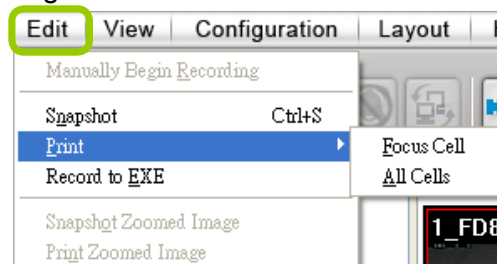 Edit View Configuration Layout
Manually Begin Recording
Snapshot Ctrl+S
Print Focus Cell
Record to EXE All Cells
Snapshot Zoomed Image 1_FD8
Print Zoomed Image